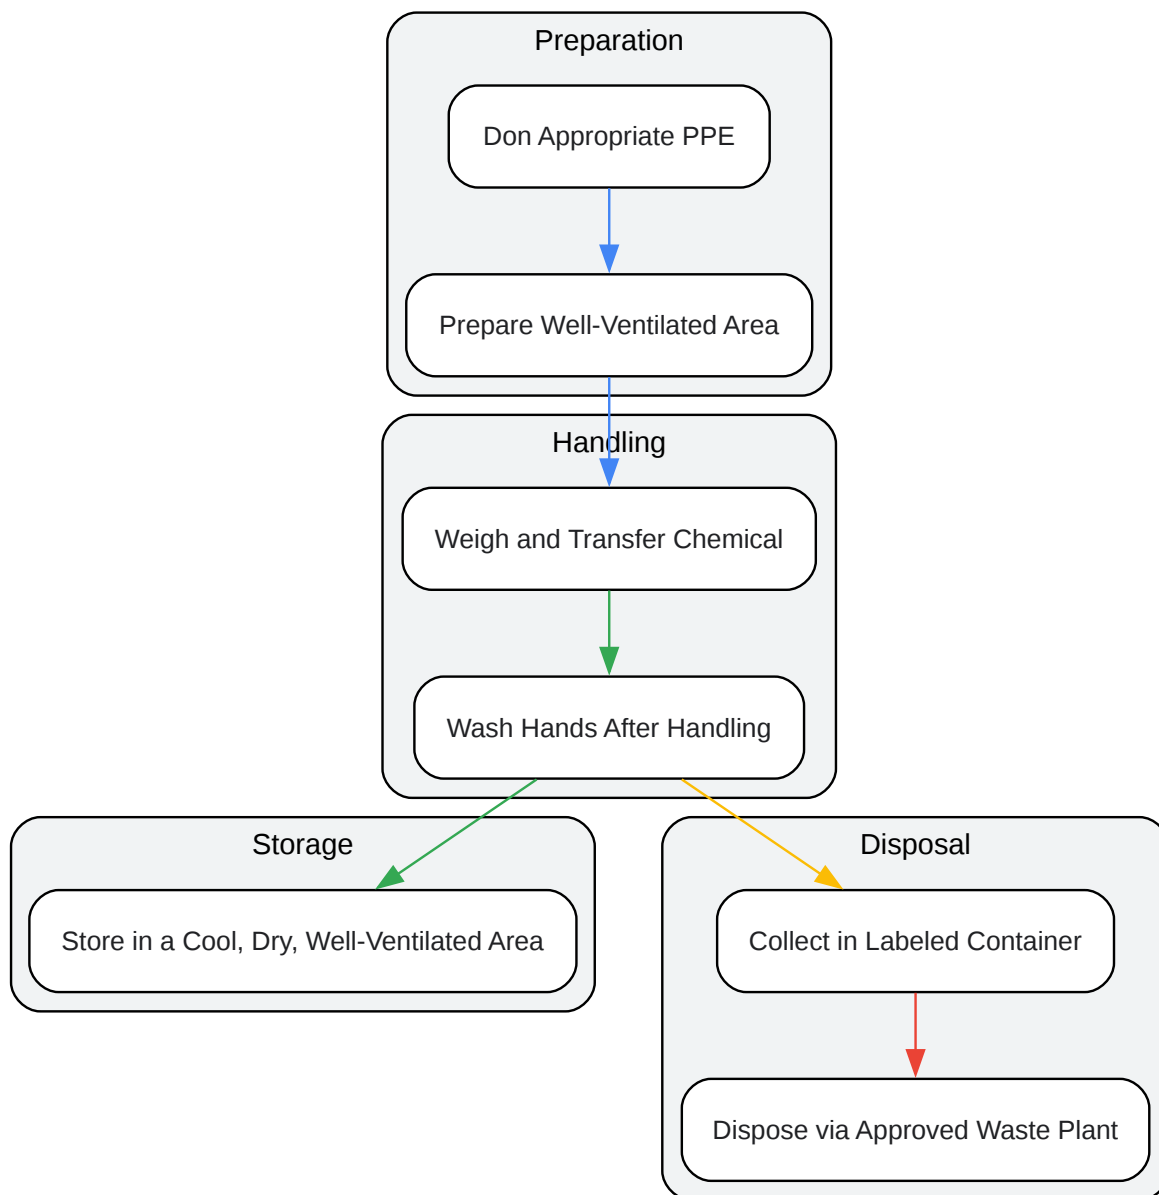 Preparation
Don Appropriate PPE
Prepare Well-Ventilated Area
Handling
Weigh and Transfer Chemical
Wash Hands After Handling
Storage
Store in a Cool, Dry, Well-Ventilated Area
Disposal
Collect in Labeled Container
Dispose via Approved Waste Plant